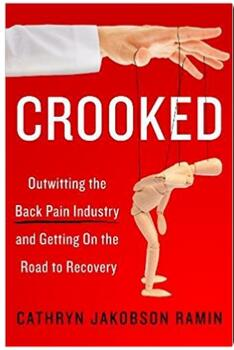 CROOKED
Outwitting the
Back Pain Industry
and Getting On the
Road to Recovery
CATHRYN JAKOBSON RAMIN